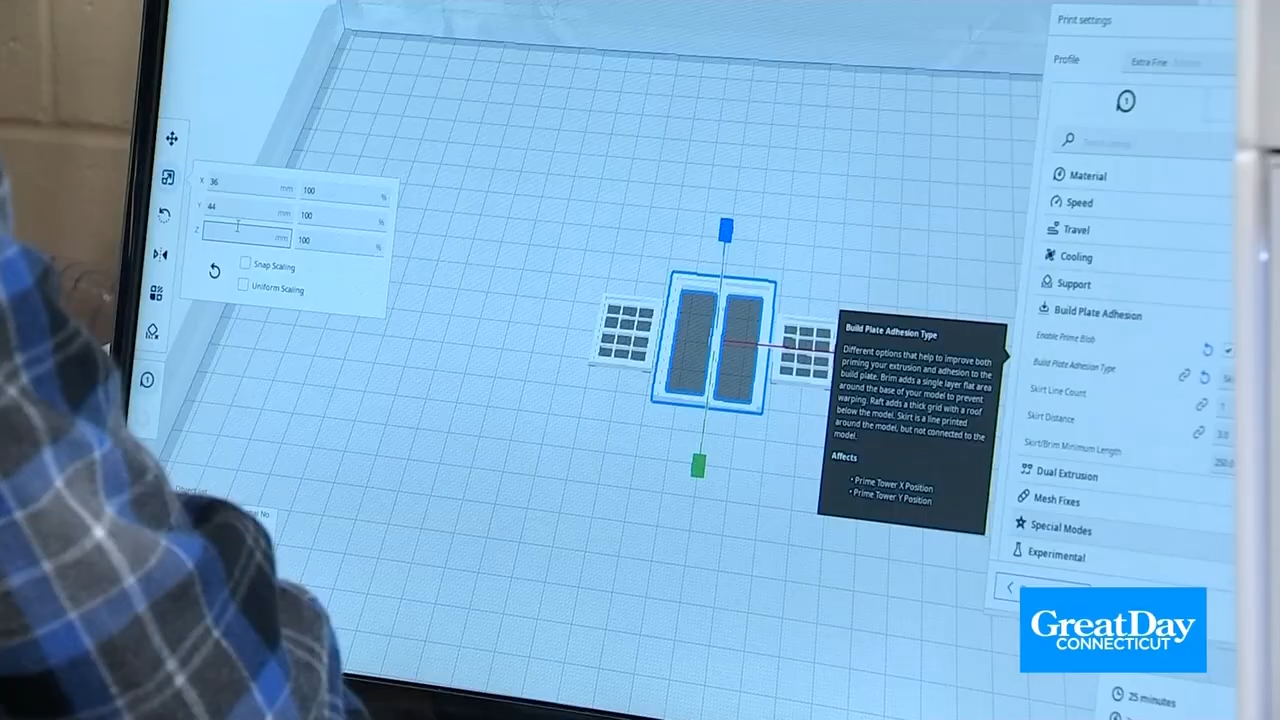 Print settings
Profile
Extra Fine
X 36 mm 100 %
Y 44 mm 100 %
Z mm 100 %
Snap Scaling
Uniform Scaling
Material
Speed
Travel
Cooling
Support
Build Plate Adhesion
Enable Prime Blob
Build Plate Adhesion Type
Skirt Line Count
Skirt Distance
Skirt/Brim Minimum Length
Dual Extrusion
Mesh Fixes
Special Modes
Experimental
Build Plate Adhesion Type
Different options that help to improve both
priming your extrusion and adhesion to the
build plate. Brim adds a single layer flat area
around the base of your model to prevent
warping. Raft adds a thick grid with a roof
below the model. Skirt is a line printed
around the model, but not connected to the
model.
Affects
• Prime Tower X Position
• Prime Tower Y Position
GreatDay
CONNECTICUT
25 minutes